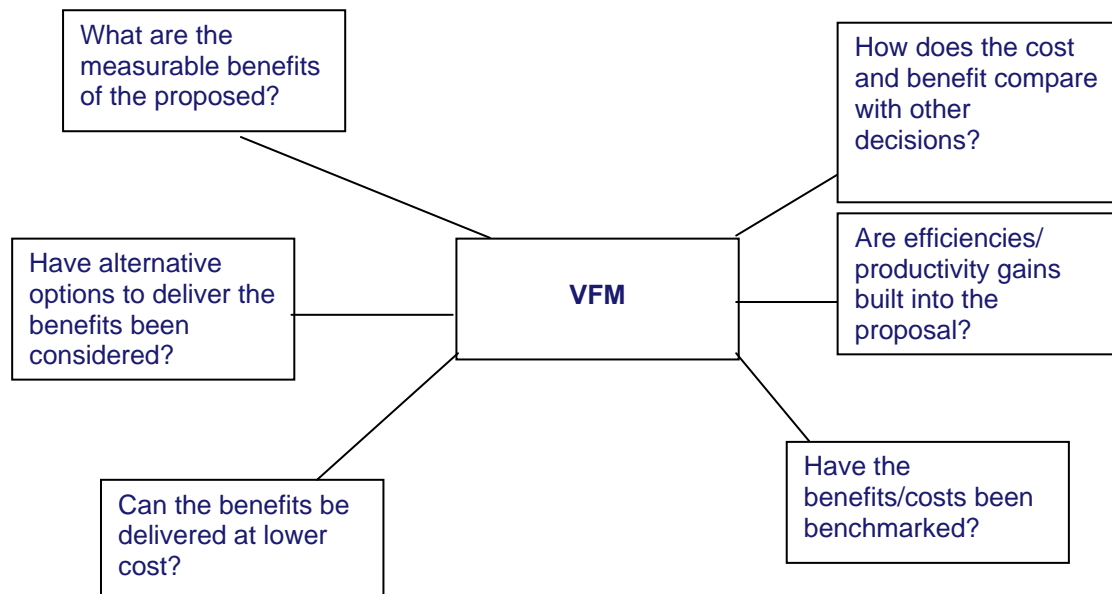 What are the
measurable benefits
of the proposed?
How does the cost
and benefit compare
with other
decisions?
Have alternative
options to deliver the
benefits been
considered?
VFM
Are efficiencies/
productivity gains
built into the
proposal?
Can the benefits be
delivered at lower
cost?
Have the
benefits/costs been
benchmarked?